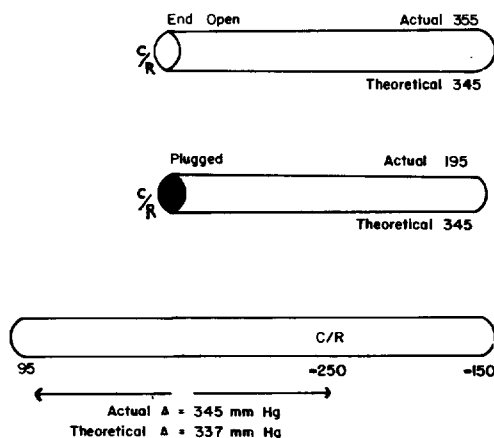 End Open Actual 355
C/R
Theoretical 345
Plugged Actual 195
C/R
Theoretical 345
C/R
95 -250 -150
Actual Δ = 345 mm Hg
Theoretical Δ = 337 mm Hg